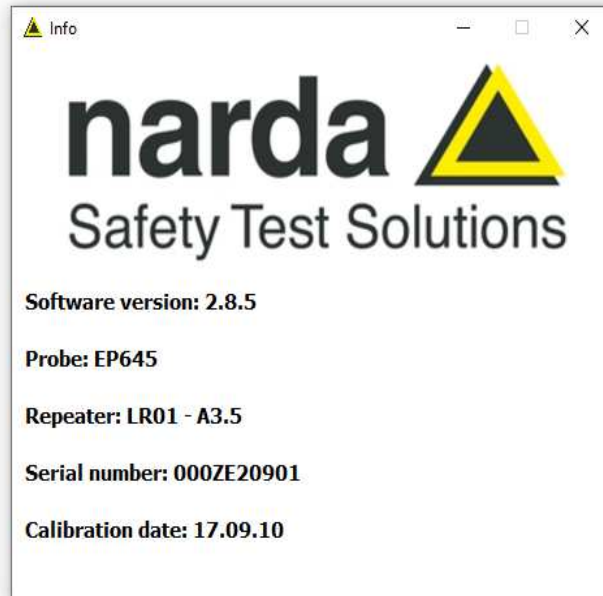 Info
narda
Safety Test Solutions
Software version: 2.8.5
Probe: EP645
Repeater: LR01 - A3.5
Serial number: 000ZE20901
Calibration date: 17.09.10